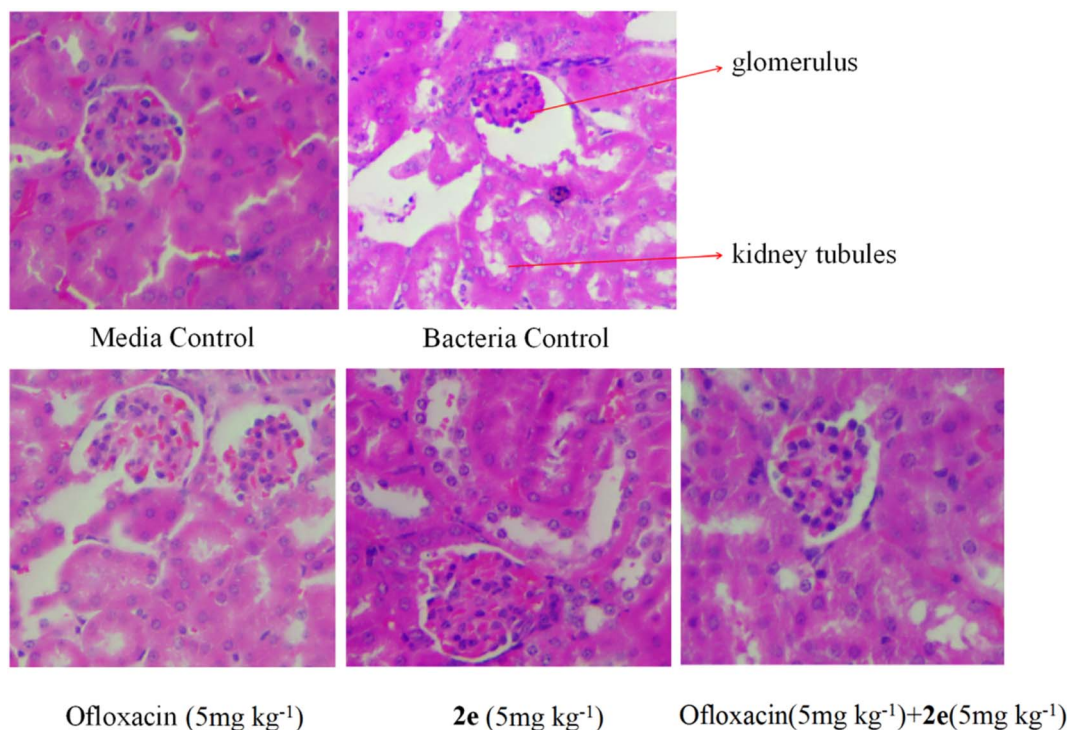 glomerulus
kidney tubules
Media Control
Bacteria Control
Ofloxacin (5mg kg⁻¹)
2e (5mg kg⁻¹)
Ofloxacin(5mg kg⁻¹)+2e(5mg kg⁻¹)